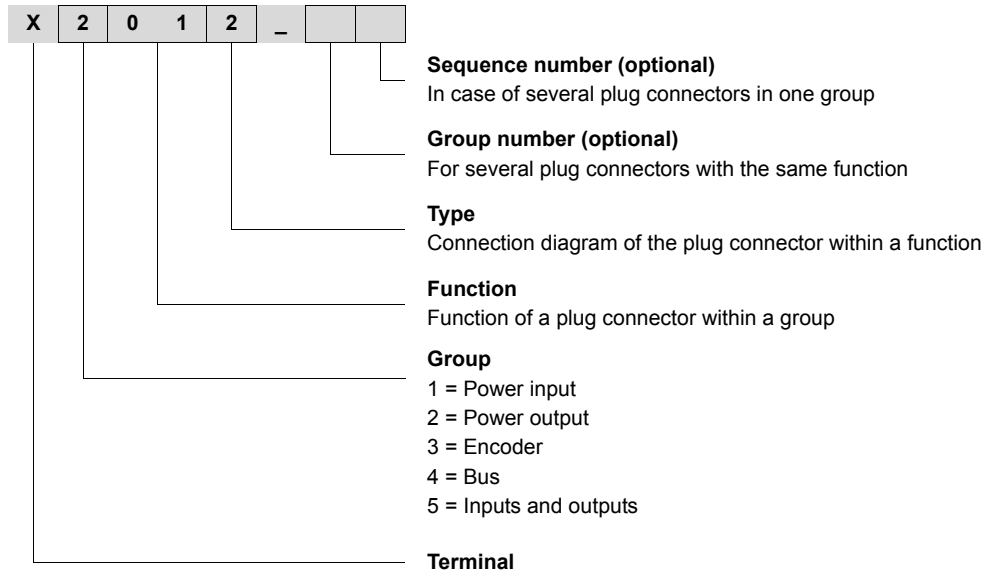 X 2 0 1 2 _
Sequence number (optional)
In case of several plug connectors in one group
Group number (optional)
For several plug connectors with the same function
Type
Connection diagram of the plug connector within a function
Function
Function of a plug connector within a group
Group
1 = Power input
2 = Power output
3 = Encoder
4 = Bus
5 = Inputs and outputs
Terminal